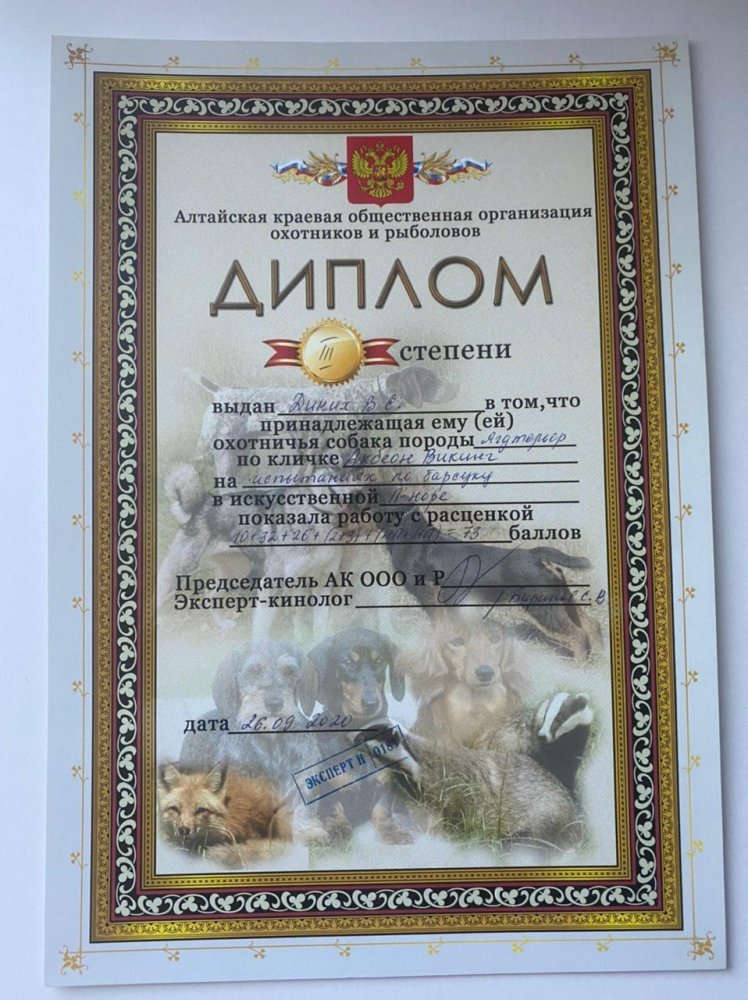 Алтайская краевая общественная организация
охотников и рыболовов
ДИПЛОМ
III степени
выдан Диких В С. в том,что
принадлежащая ему (ей)
охотничья собака породы Ягдтерьер
по кличке Викинг
на испытаниях по барсуку
в искусственной П-норе
показала работу с расценкой
= 73 баллов
Председатель АК ООО и Р
Эксперт-кинолог
дата 26.09 2020
ЭКСПЕРТ Н